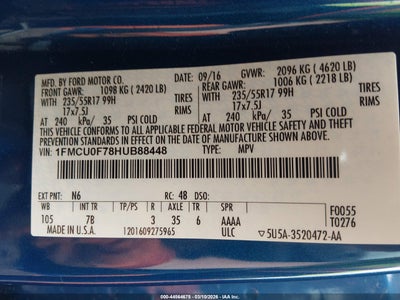 MFD. BY FORD MOTOR CO. 09/16 GVWR: 2096 KG (4620 LB)
FRONT GAWR: 1098 KG (2420 LB) REAR GAWR: 1006 KG (2218 LB)
WITH TIRES WITH TIRES
235/55R17 99H RIMS 235/55R17 99H RIMS
17x7.5J 17x7.5J
AT 240 kPa/ 35 PSI COLD AT 240 kPa/ 35 PSI COLD
THIS VEHICLE CONFORMS TO ALL APPLICABLE FEDERAL MOTOR VEHICLE SAFETY AND THEFT PREVENTION STANDARDS IN EFFECT ON THE DATE OF MANUFACTURE SHOWN ABOVE.
VIN: 1FMCU0F78HUB88448
TYPE: MPV
EXT PNT: N6 RC: 48 DSO: F0055
WB INT TR TP/PS R AXLE TR SPR T0276
105 7B 3 35 6 AAAA
MADE IN U.S.A. 1201609275965 ULC 5U5A-3520472-AA
000-44564675 - 03/10/2026 - IAA and Impact